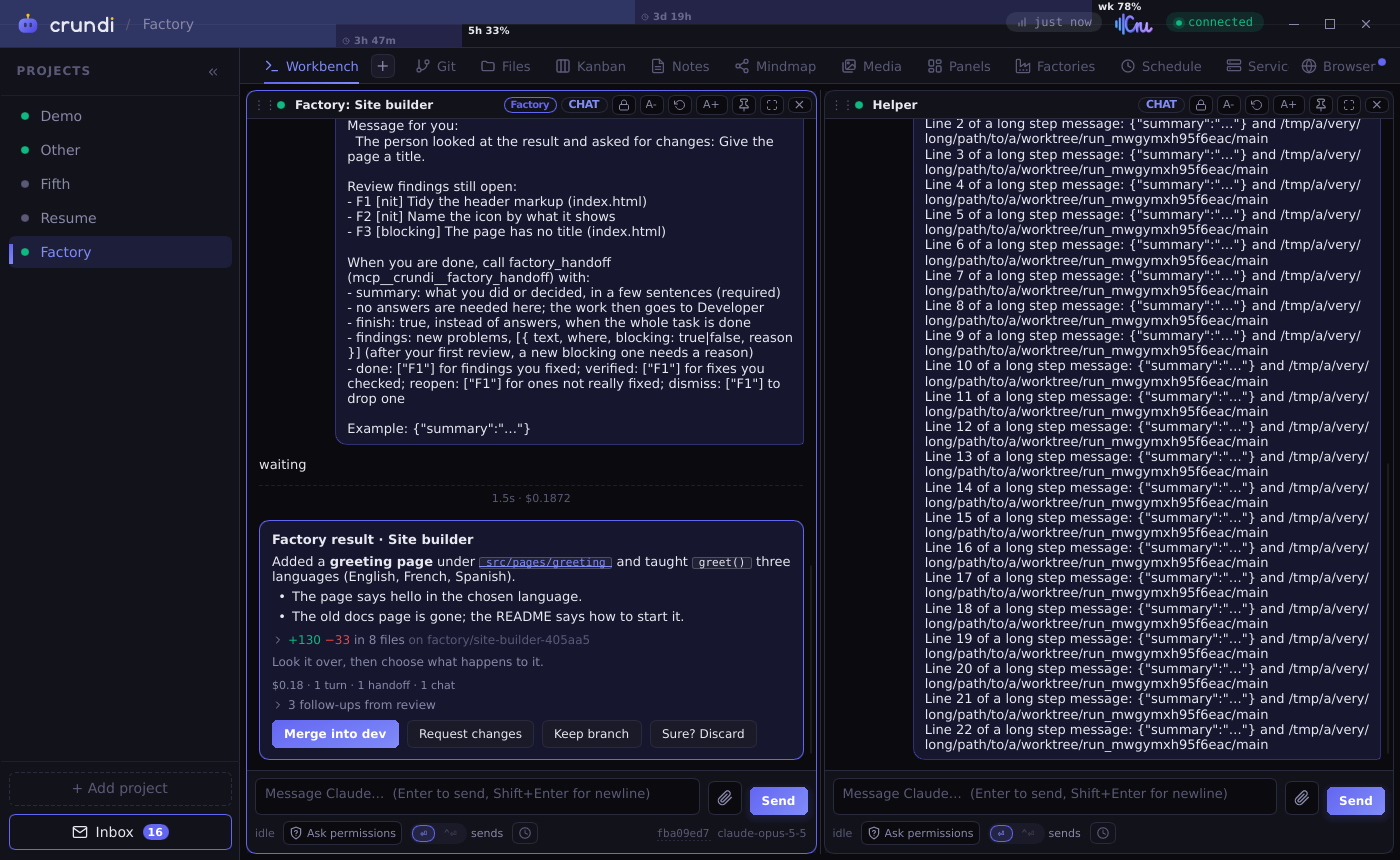 crundi / Factory
3d 19h
3h 47m
5h 33%
just now
wk 78%
Cru
connected
PROJECTS «
Demo
Other
Fifth
Resume
Factory
+ Add project
Inbox 16
Workbench + Git Files Kanban Notes Mindmap Media Panels Factories Schedule Servic Browser
Factory: Site builder Factory CHAT A- A+
Message for you:
The person looked at the result and asked for changes: Give the
page a title.
Review findings still open:
- F1 [nit] Tidy the header markup (index.html)
- F2 [nit] Name the icon by what it shows
- F3 [blocking] The page has no title (index.html)
When you are done, call factory_handoff
(mcp__crundi__factory_handoff) with:
- summary: what you did or decided, in a few sentences (required)
- no answers are needed here; the work then goes to Developer
- finish: true, instead of answers, when the whole task is done
- findings: new problems, [{ text, where, blocking: true|false, reason
}] (after your first review, a new blocking one needs a reason)
- done: ["F1"] for findings you fixed; verified: ["F1"] for fixes you
checked; reopen: ["F1"] for ones not really fixed; dismiss: ["F1"] to
drop one
Example: {"summary":"…"}
waiting
1.5s · $0.1872
Factory result · Site builder
Added a greeting page under src/pages/greeting and taught greet() three
languages (English, French, Spanish).
• The page says hello in the chosen language.
• The old docs page is gone; the README says how to start it.
+130 −33 in 8 files on factory/site-builder-405aa5
Look it over, then choose what happens to it.
$0.18 · 1 turn · 1 handoff · 1 chat
3 follow-ups from review
Merge into dev Request changes Keep branch Sure? Discard
Message Claude… (Enter to send, Shift+Enter for newline)
Send
idle Ask permissions sends fba09ed7 claude-opus-5-5
Helper CHAT A- A+
Line 2 of a long step message: {"summary":"…"} and /tmp/a/very/
long/path/to/a/worktree/run_mwgymxh95f6eac/main
Line 3 of a long step message: {"summary":"…"} and /tmp/a/very/
long/path/to/a/worktree/run_mwgymxh95f6eac/main
Line 4 of a long step message: {"summary":"…"} and /tmp/a/very/
long/path/to/a/worktree/run_mwgymxh95f6eac/main
Line 5 of a long step message: {"summary":"…"} and /tmp/a/very/
long/path/to/a/worktree/run_mwgymxh95f6eac/main
Line 6 of a long step message: {"summary":"…"} and /tmp/a/very/
long/path/to/a/worktree/run_mwgymxh95f6eac/main
Line 7 of a long step message: {"summary":"…"} and /tmp/a/very/
long/path/to/a/worktree/run_mwgymxh95f6eac/main
Line 8 of a long step message: {"summary":"…"} and /tmp/a/very/
long/path/to/a/worktree/run_mwgymxh95f6eac/main
Line 9 of a long step message: {"summary":"…"} and /tmp/a/very/
long/path/to/a/worktree/run_mwgymxh95f6eac/main
Line 10 of a long step message: {"summary":"…"} and /tmp/a/very/
long/path/to/a/worktree/run_mwgymxh95f6eac/main
Line 11 of a long step message: {"summary":"…"} and /tmp/a/very/
long/path/to/a/worktree/run_mwgymxh95f6eac/main
Line 12 of a long step message: {"summary":"…"} and /tmp/a/very/
long/path/to/a/worktree/run_mwgymxh95f6eac/main
Line 13 of a long step message: {"summary":"…"} and /tmp/a/very/
long/path/to/a/worktree/run_mwgymxh95f6eac/main
Line 14 of a long step message: {"summary":"…"} and /tmp/a/very/
long/path/to/a/worktree/run_mwgymxh95f6eac/main
Line 15 of a long step message: {"summary":"…"} and /tmp/a/very/
long/path/to/a/worktree/run_mwgymxh95f6eac/main
Line 16 of a long step message: {"summary":"…"} and /tmp/a/very/
long/path/to/a/worktree/run_mwgymxh95f6eac/main
Line 17 of a long step message: {"summary":"…"} and /tmp/a/very/
long/path/to/a/worktree/run_mwgymxh95f6eac/main
Line 18 of a long step message: {"summary":"…"} and /tmp/a/very/
long/path/to/a/worktree/run_mwgymxh95f6eac/main
Line 19 of a long step message: {"summary":"…"} and /tmp/a/very/
long/path/to/a/worktree/run_mwgymxh95f6eac/main
Line 20 of a long step message: {"summary":"…"} and /tmp/a/very/
long/path/to/a/worktree/run_mwgymxh95f6eac/main
Line 21 of a long step message: {"summary":"…"} and /tmp/a/very/
long/path/to/a/worktree/run_mwgymxh95f6eac/main
Line 22 of a long step message: {"summary":"…"} and /tmp/a/very/
long/path/to/a/worktree/run_mwgymxh95f6eac/main
Message Claude… (Enter to send, Shift+Enter for newline)
Send
idle Ask permissions sends